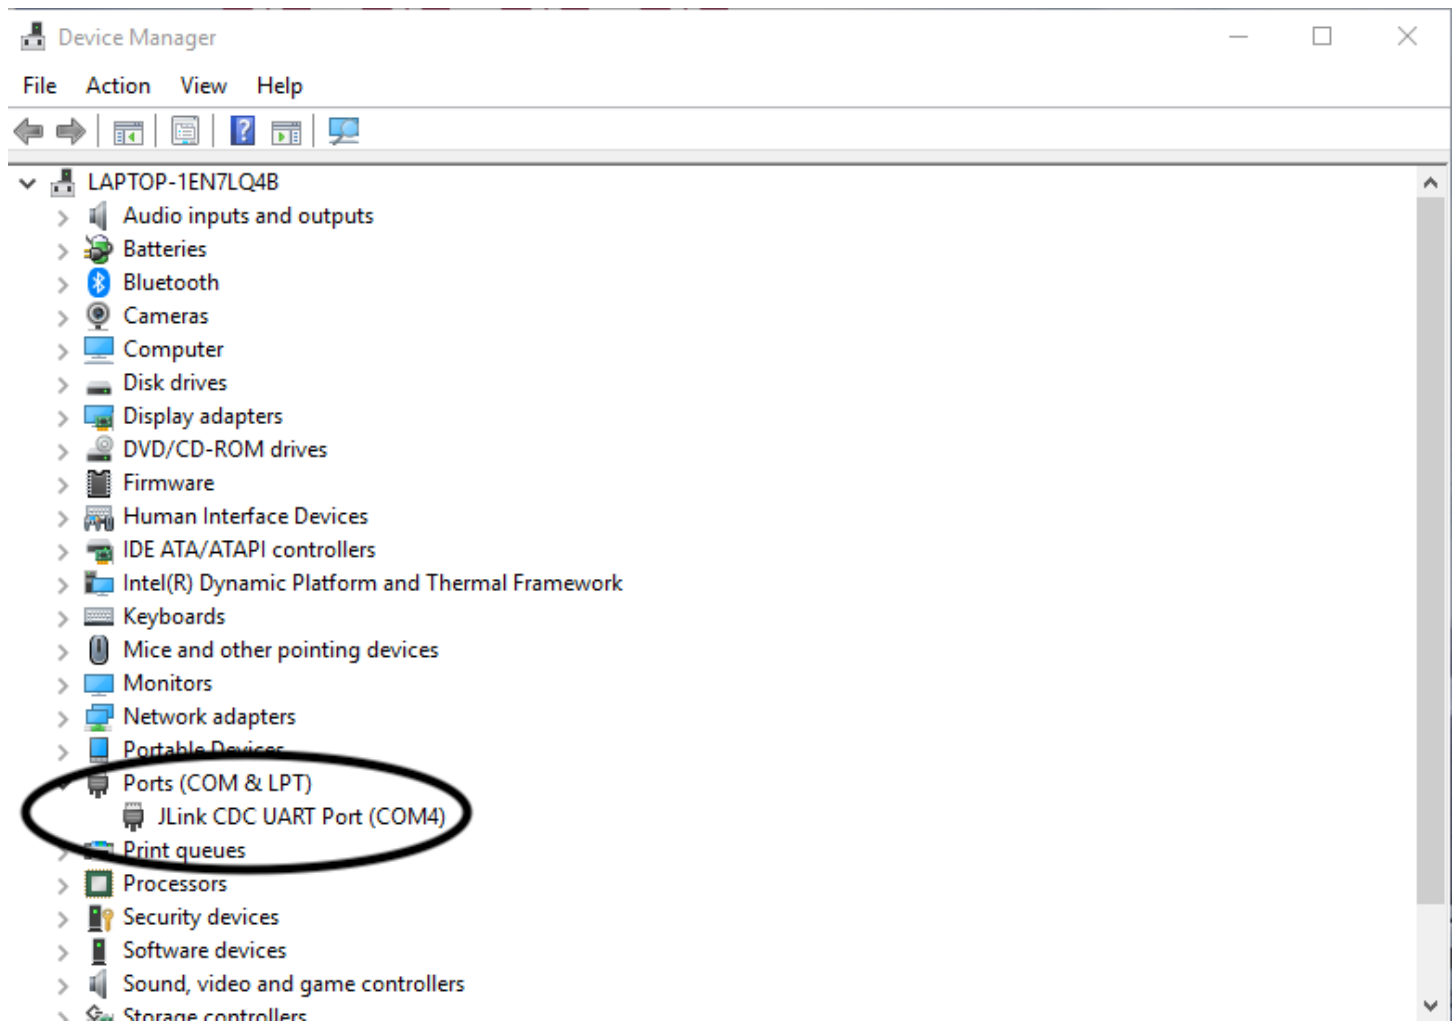 Device Manager
File Action View Help
LAPTOP-1EN7LQ4B
Audio inputs and outputs
Batteries
Bluetooth
Cameras
Computer
Disk drives
Display adapters
DVD/CD-ROM drives
Firmware
Human Interface Devices
IDE ATA/ATAPI controllers
Intel(R) Dynamic Platform and Thermal Framework
Keyboards
Mice and other pointing devices
Monitors
Network adapters
Portable Devices
Ports (COM & LPT)
JLink CDC UART Port (COM4)
Print queues
Processors
Security devices
Software devices
Sound, video and game controllers
Storage controllers